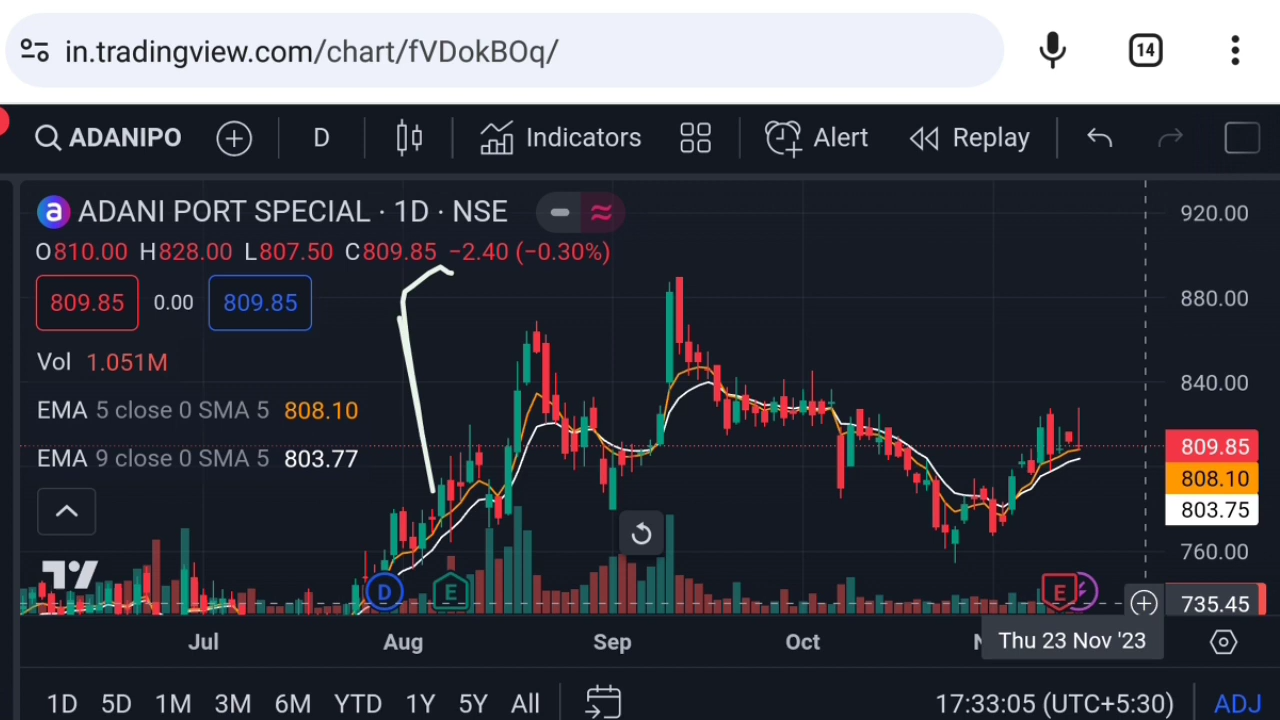 in.tradingview.com/chart/fVDokBOq/ 14
ADANIPO D Indicators Alert Replay
a ADANI PORT SPECIAL · 1D · NSE
O810.00 H828.00 L807.50 C809.85 −2.40 (−0.30%)
809.85 0.00 809.85
Vol 1.051M
EMA 5 close 0 SMA 5 808.10
EMA 9 close 0 SMA 5 803.77
920.00
880.00
840.00
809.85
808.10
803.75
760.00
735.45
D E E
Jul Aug Sep Oct N Thu 23 Nov '23
1D 5D 1M 3M 6M YTD 1Y 5Y All 17:33:05 (UTC+5:30) ADJ